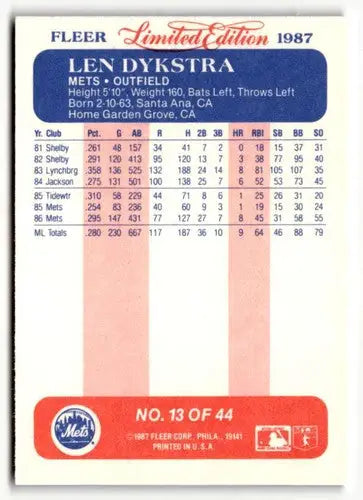 FLEER Limited Edition 1987
LEN DYKSTRA
METS • OUTFIELD
Height 5'10", Weight 160, Bats Left, Throws Left
Born 2-10-63, Santa Ana, CA
Home Garden Grove, CA
Yr. Club Pct. G AB R H 2B 3B HR RBI SB BB SO
81 Shelby .261 48 157 34 41 7 2 0 18 15 37 31
82 Shelby .291 120 413 95 120 13 7 3 38 77 95 40
83 Lynchbrg .358 136 525 132 188 24 14 8 81 105 107 35
84 Jackson .275 131 501 100 138 25 7 6 52 53 73 45
85 Tidewtr .310 58 229 44 71 8 6 1 25 26 31 20
85 Mets .254 83 236 40 60 9 3 1 19 15 30 24
86 Mets .295 147 431 77 127 27 7 8 45 31 58 55
ML Totals .280 230 667 117 187 36 10 9 64 46 88 79
Mets
NO. 13 OF 44
©1987 FLEER CORP., PHILA., 19141
PRINTED IN U.S.A.